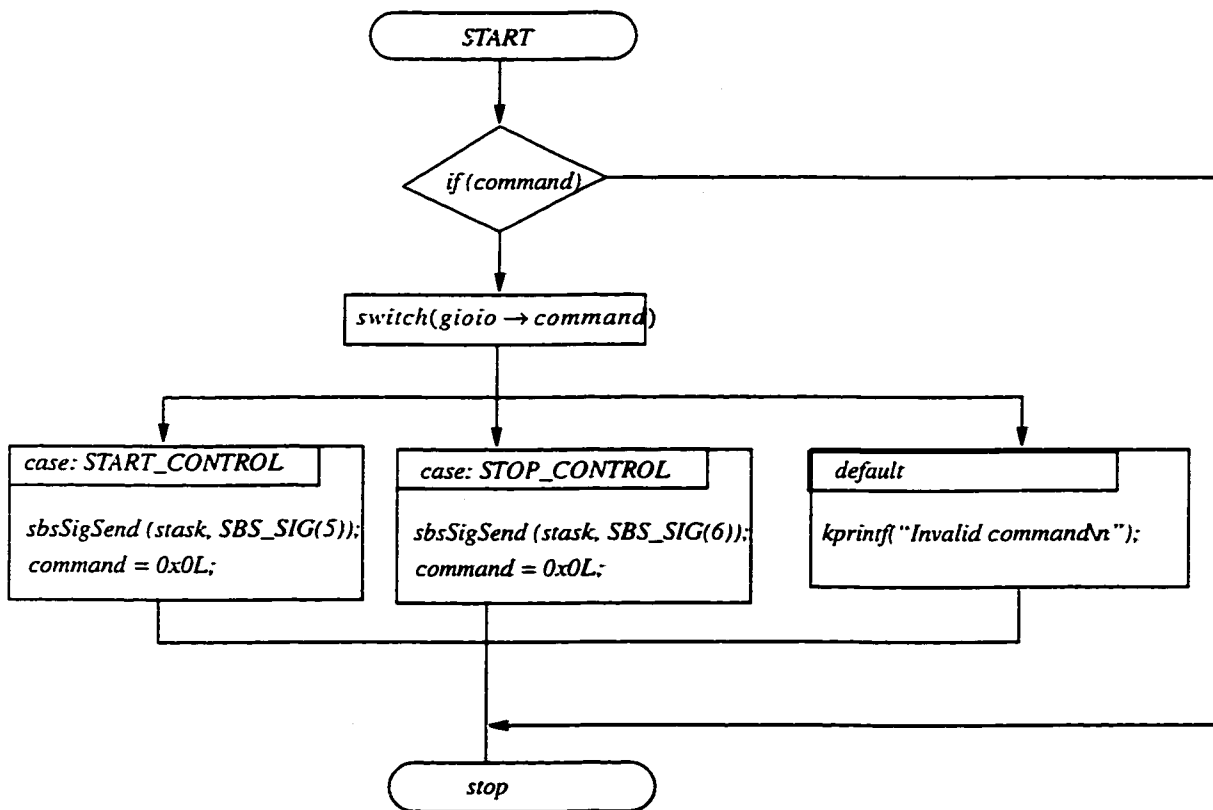 START
if (command)
switch(gioio → command)
case: START_CONTROL
sbsSigSend (stask, SBS_SIG(5));
command = 0x0L;
case: STOP_CONTROL
sbsSigSend (stask, SBS_SIG(6));
command = 0x0L;
default
kprintf("Invalid command\n");
stop